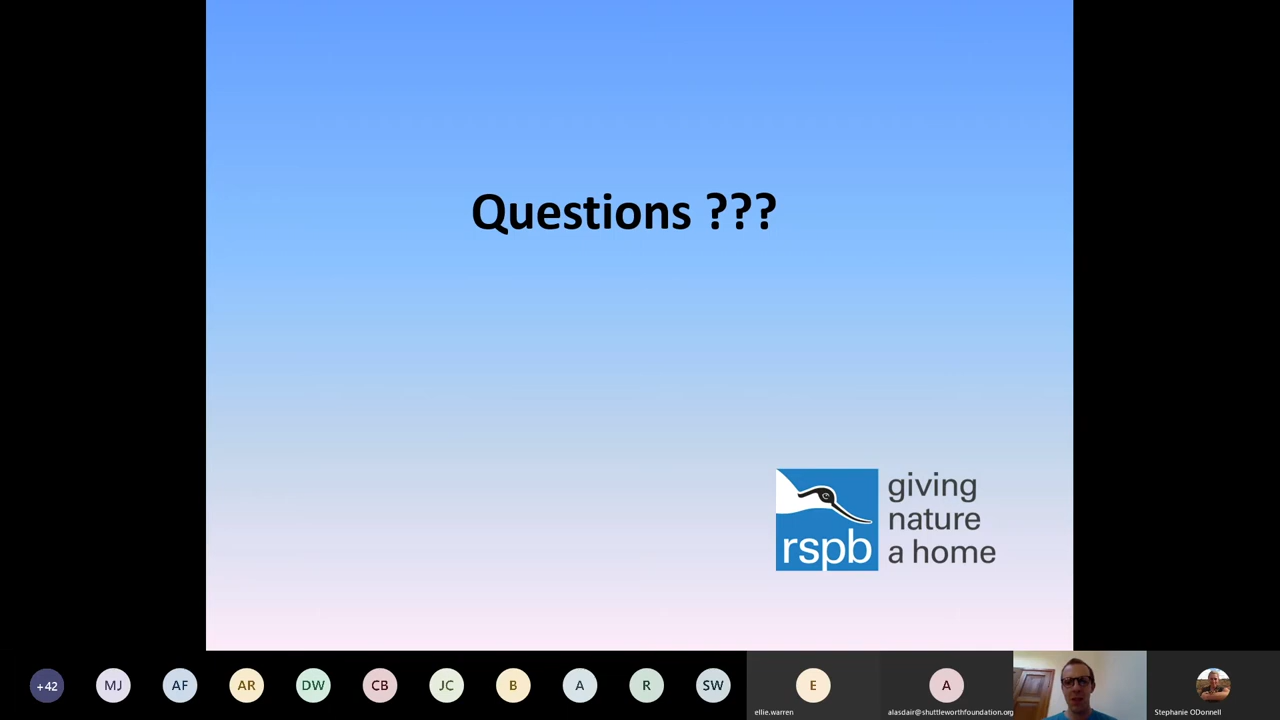 Questions ???
rspb
giving
nature
a home
+42
MJ
AF
AR
DW
CB
JC
B
A
R
SW
E
ellie.warren
A
alasdair@shuttleworthfoundation.org
Stephanie ODonnell